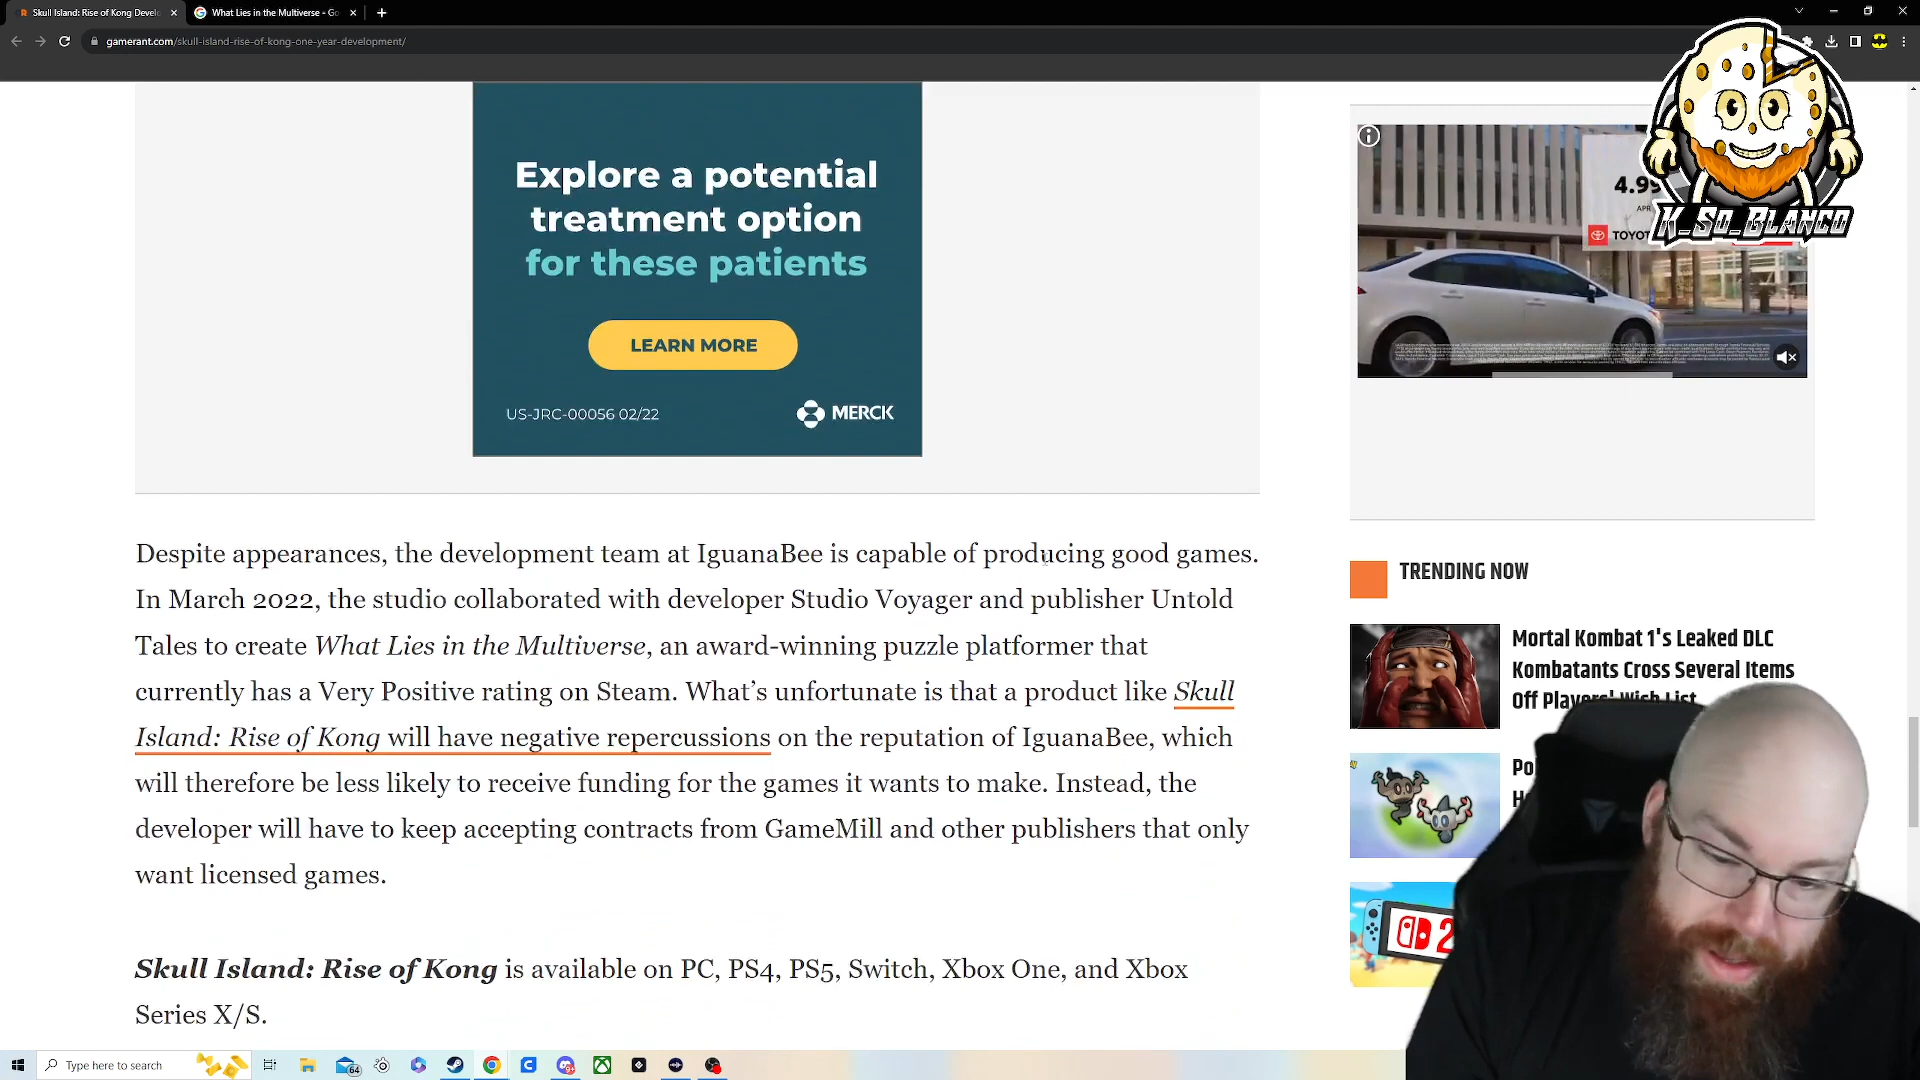 Skull Island: Rise of Kong Devel
What Lies in the Multiverse - Go
gamerant.com/skull-island-rise-of-kong-one-year-development/
Explore a potential
treatment option
for these patients
LEARN MORE
US-JRC-00056 02/22
MERCK
4.99
APR
TOYOT
K_SO_BLANCO
Despite appearances, the development team at IguanaBee is capable of producing good games.
In March 2022, the studio collaborated with developer Studio Voyager and publisher Untold
Tales to create What Lies in the Multiverse, an award-winning puzzle platformer that
currently has a Very Positive rating on Steam. What’s unfortunate is that a product like Skull
Island: Rise of Kong will have negative repercussions on the reputation of IguanaBee, which
will therefore be less likely to receive funding for the games it wants to make. Instead, the
developer will have to keep accepting contracts from GameMill and other publishers that only
want licensed games.
Skull Island: Rise of Kong is available on PC, PS4, PS5, Switch, Xbox One, and Xbox
Series X/S.
TRENDING NOW
Mortal Kombat 1's Leaked DLC
Kombatants Cross Several Items
Off Players' Wish List
Po
H
2
Type here to search
64
9+